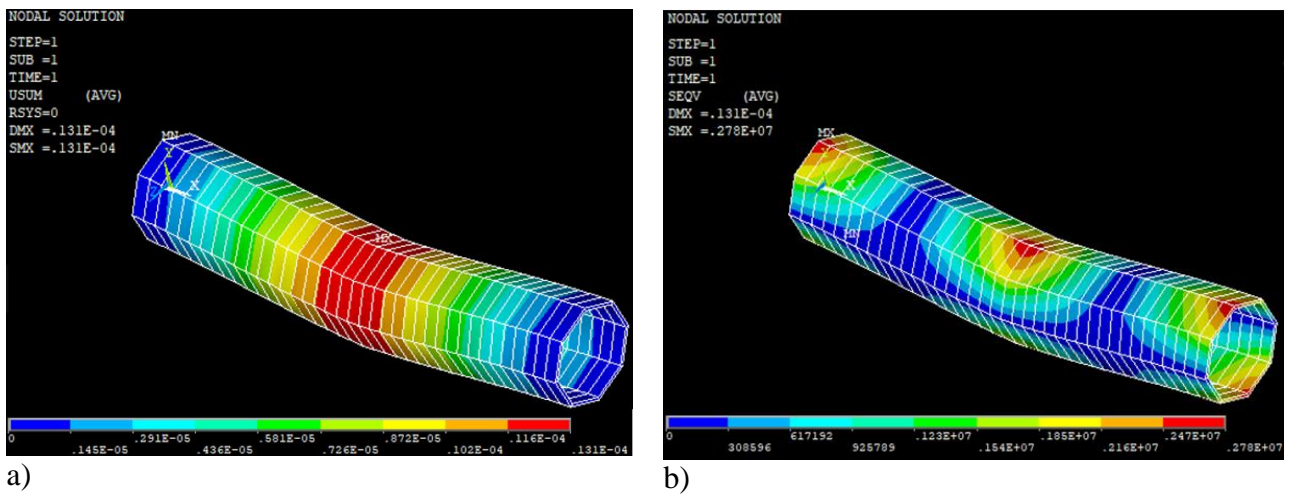 NODAL SOLUTION
STEP=1
SUB =1
TIME=1
USUM (AVG)
RSYS=0
DMX =.131E-04
SMX =.131E-04
MN
Y
Z
X
MX
0 .291E-05 .581E-05 .872E-05 .116E-04
.145E-05 .436E-05 .726E-05 .102E-04 .131E-04
a)
NODAL SOLUTION
STEP=1
SUB =1
TIME=1
SEQV (AVG)
DMX =.131E-04
SMX =.278E+07
MX
X
MN
0 617192 .123E+07 .185E+07 .247E+07
308596 925789 .154E+07 .216E+07 .278E+07
b)